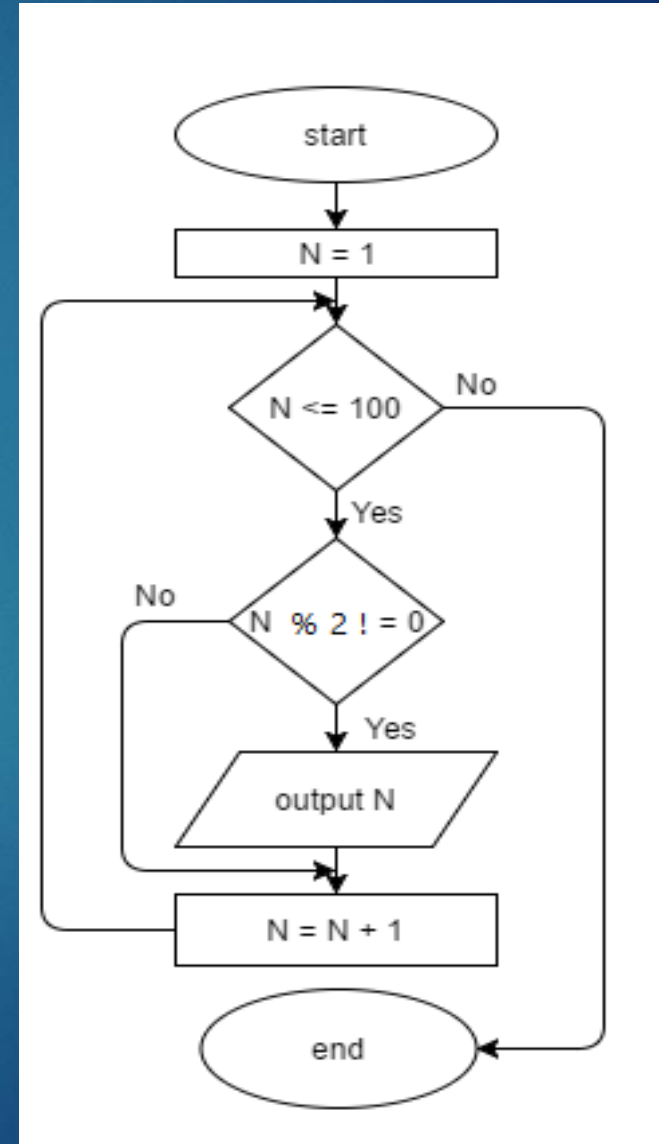 start
N = 1
N <= 100
No
Yes
N % 2 ! = 0
No
Yes
output N
N = N + 1
end